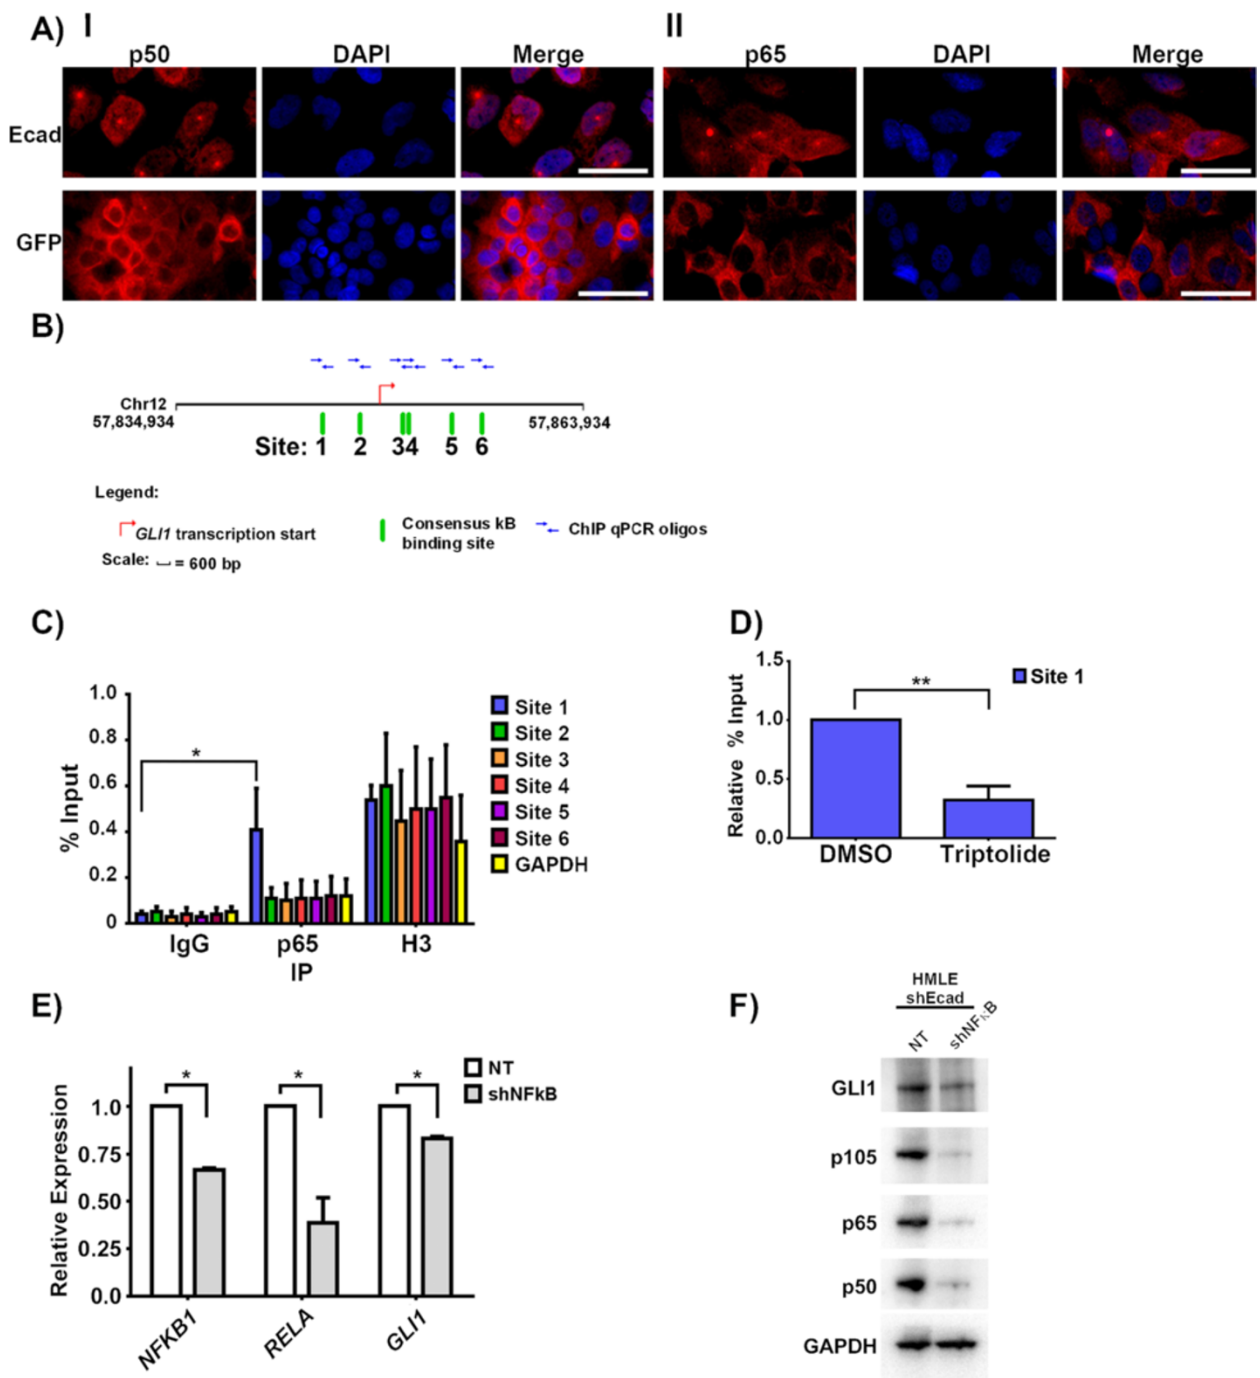 A) I II
p50 DAPI Merge p65 DAPI Merge
Ecad
GFP
B)
Chr12
57,834,934 57,863,934
Site: 1 2 34 5 6
Legend:
GLI1 transcription start
Consensus kB
binding site
ChIP qPCR oligos
Scale: = 600 bp
C)
% Input
1.0
0.8
0.6
0.4
0.2
0
*
IgG p65 H3
IP
Site 1
Site 2
Site 3
Site 4
Site 5
Site 6
GAPDH
D)
Relative % Input
1.5
1.0
0.5
0.0
**
Site 1
DMSO Triptolide
E)
Relative Expression
1.0
0.75
0.50
0.25
0.0
* * *
NT
shNFkB
NFKB1 RELA GLI1
F)
HMLE
shEcad
NT shNFκB
GLI1
p105
p65
p50
GAPDH